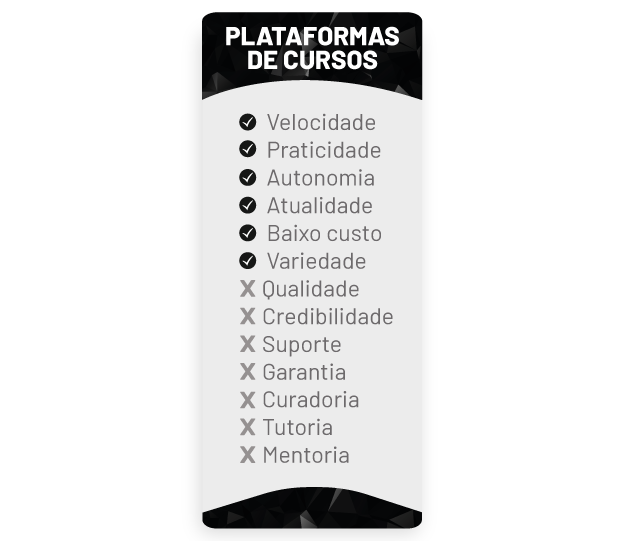 PLATAFORMAS
DE CURSOS
Velocidade
Praticidade
Autonomia
Atualidade
Baixo custo
Variedade
X Qualidade
X Credibilidade
X Suporte
X Garantia
X Curadoria
X Tutoria
X Mentoria